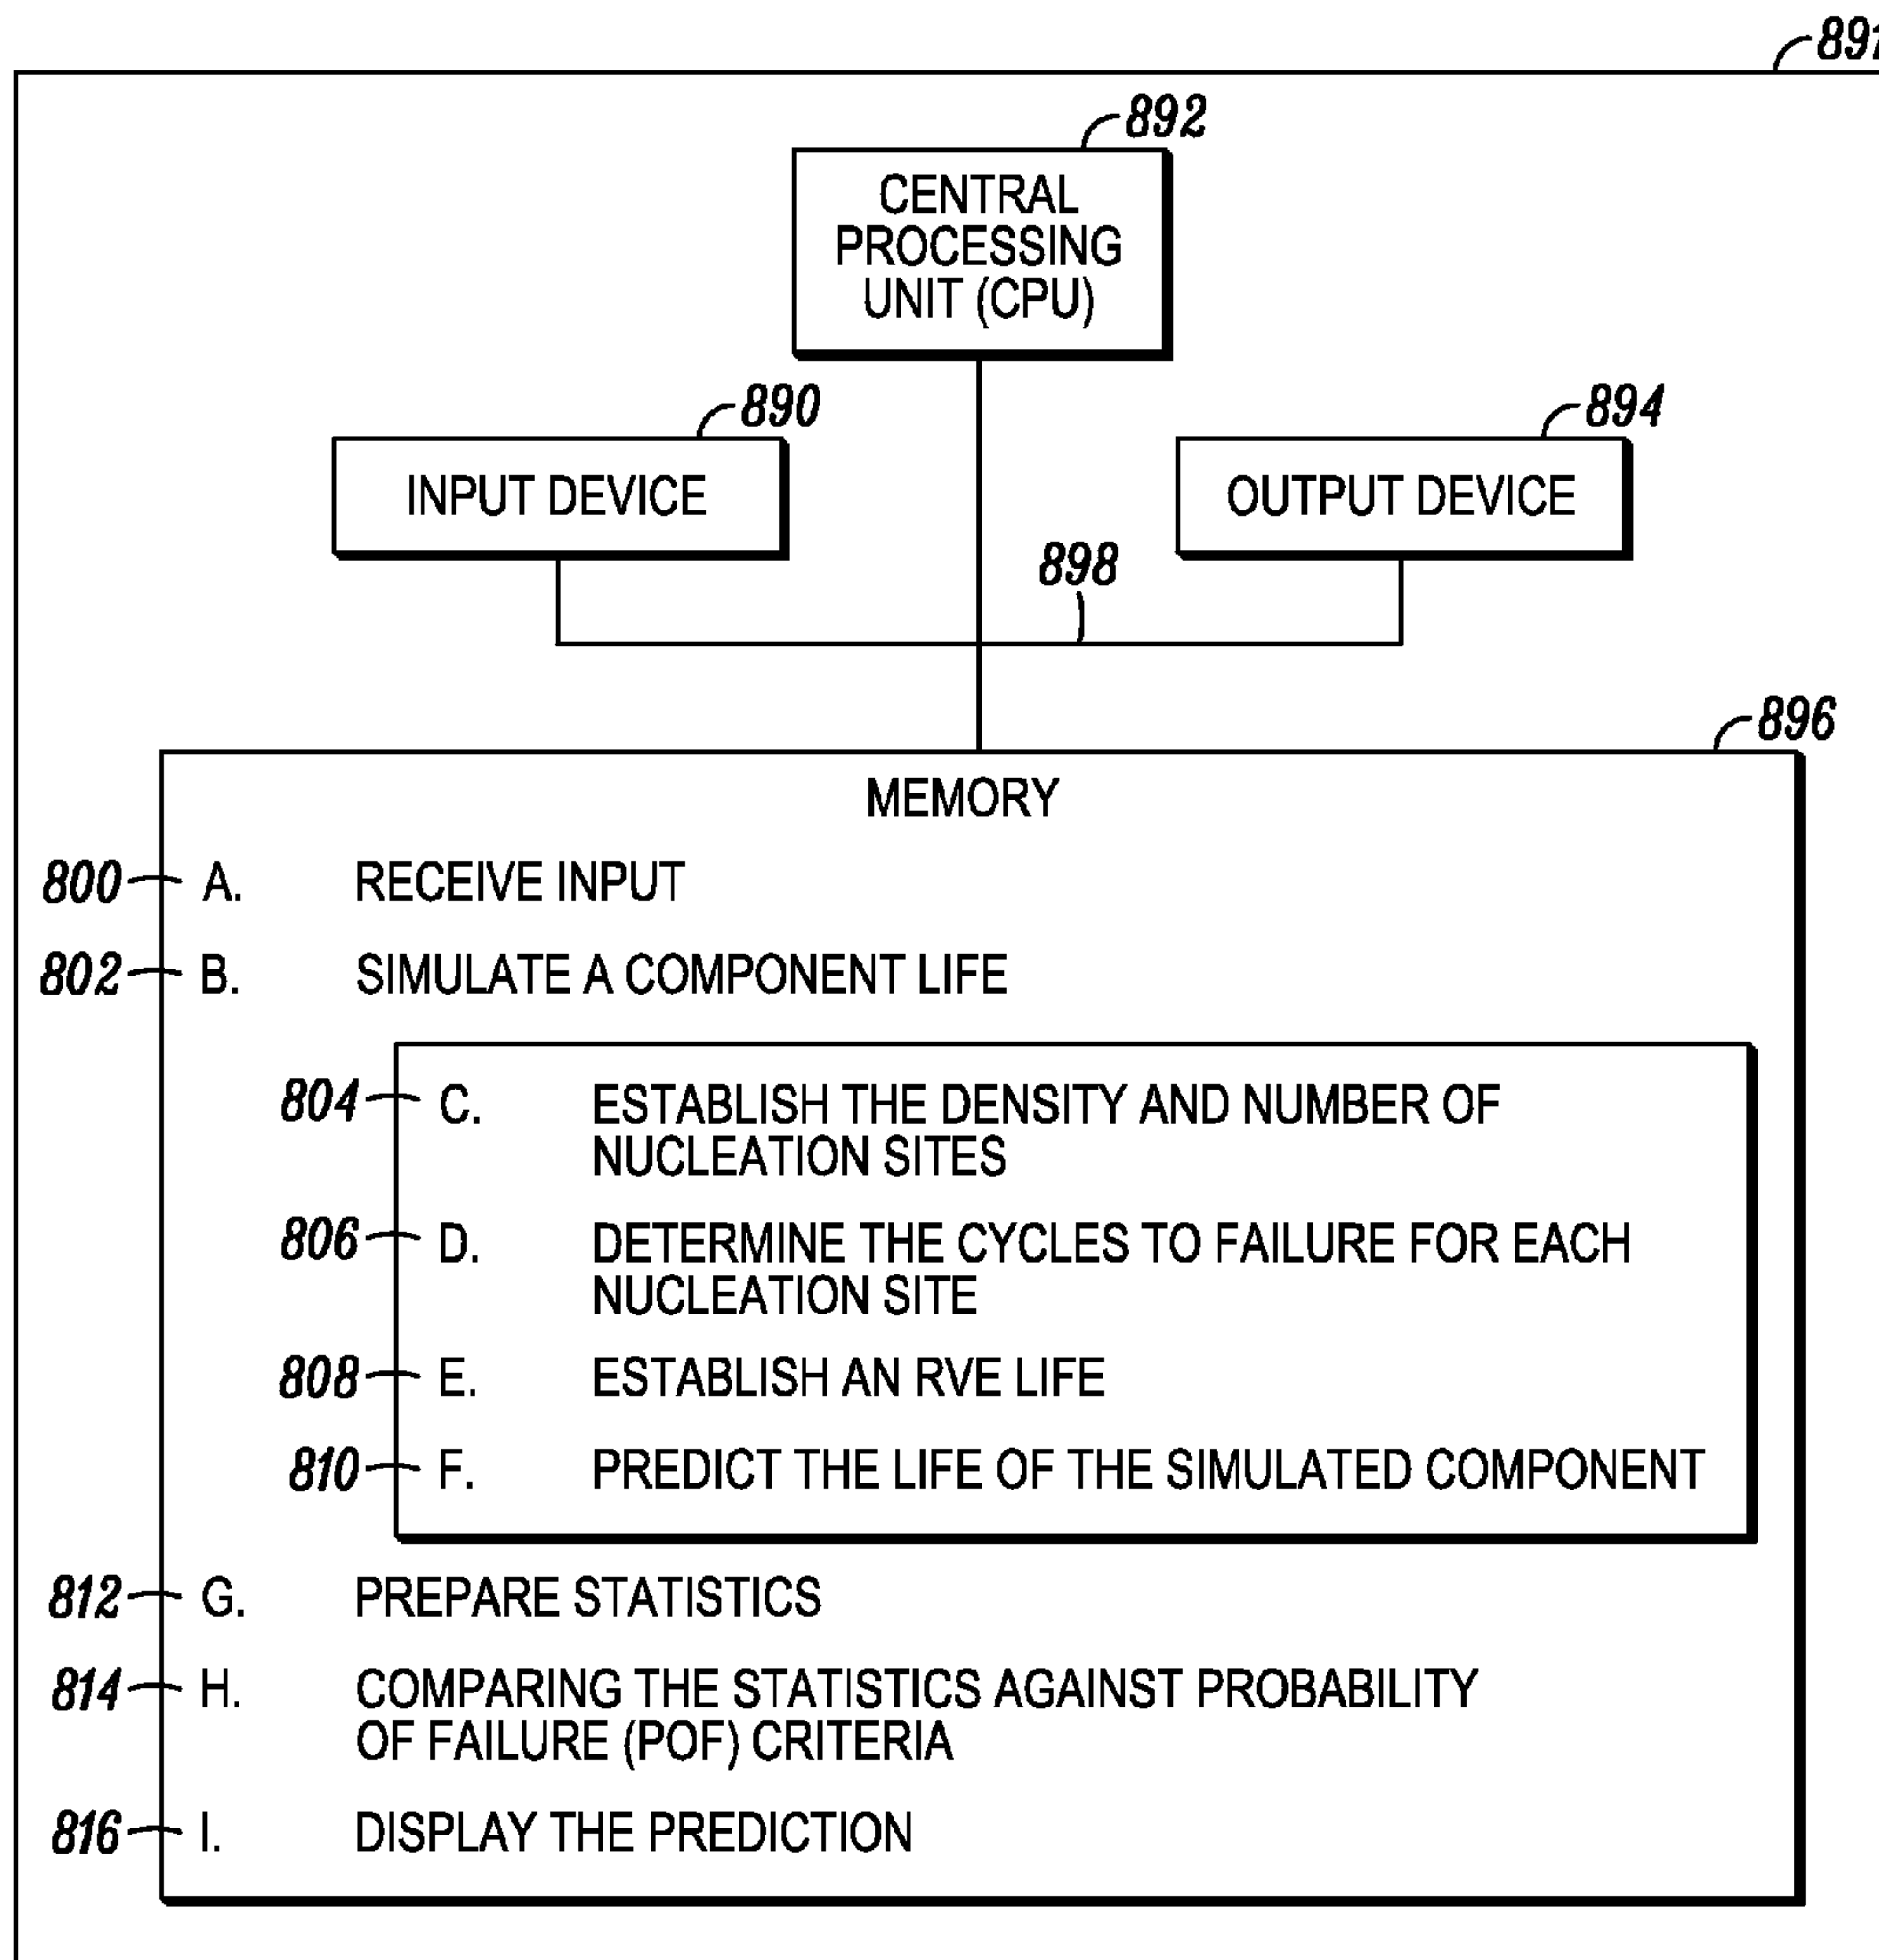 891
892
CENTRAL
PROCESSING
UNIT (CPU)
890
894
INPUT DEVICE
OUTPUT DEVICE
898
896
MEMORY
800 A. RECEIVE INPUT
802 B. SIMULATE A COMPONENT LIFE
804 C. ESTABLISH THE DENSITY AND NUMBER OF
NUCLEATION SITES
806 D. DETERMINE THE CYCLES TO FAILURE FOR EACH
NUCLEATION SITE
808 E. ESTABLISH AN RVE LIFE
810 F. PREDICT THE LIFE OF THE SIMULATED COMPONENT
812 G. PREPARE STATISTICS
814 H. COMPARING THE STATISTICS AGAINST PROBABILITY
OF FAILURE (POF) CRITERIA
816 I. DISPLAY THE PREDICTION